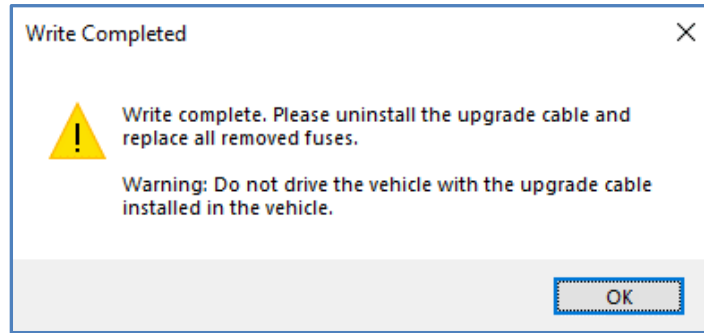 Write Completed
Write complete. Please uninstall the upgrade cable and
replace all removed fuses.
Warning: Do not drive the vehicle with the upgrade cable
installed in the vehicle.
OK